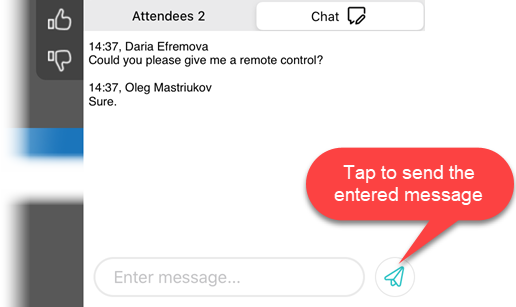 Attendees 2
Chat
14:37, Daria Efremova
Could you please give me a remote control?
14:37, Oleg Mastriukov
Sure.
Tap to send the
entered message
Enter message...